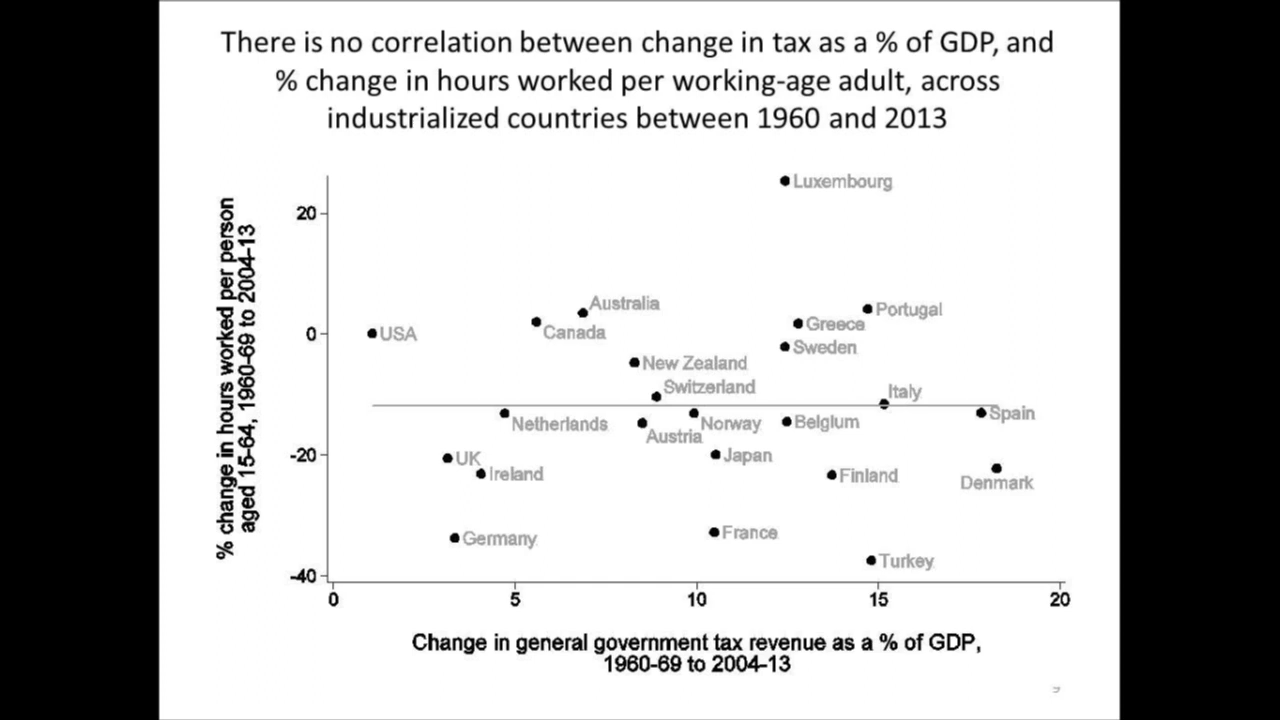 There is no correlation between change in tax as a % of GDP, and
% change in hours worked per working-age adult, across
industrialized countries between 1960 and 2013
% change in hours worked per person
aged 15-64, 1960-69 to 2004-13
20
0
-20
-40
Luxembourg
Australia
Portugal
Greece
USA
Canada
Sweden
New Zealand
Switzerland
Italy
Spain
Netherlands
Norway
Belgium
Austria
Japan
UK
Ireland
Finland
Denmark
France
Germany
Turkey
0 5 10 15 20
Change in general government tax revenue as a % of GDP,
1960-69 to 2004-13